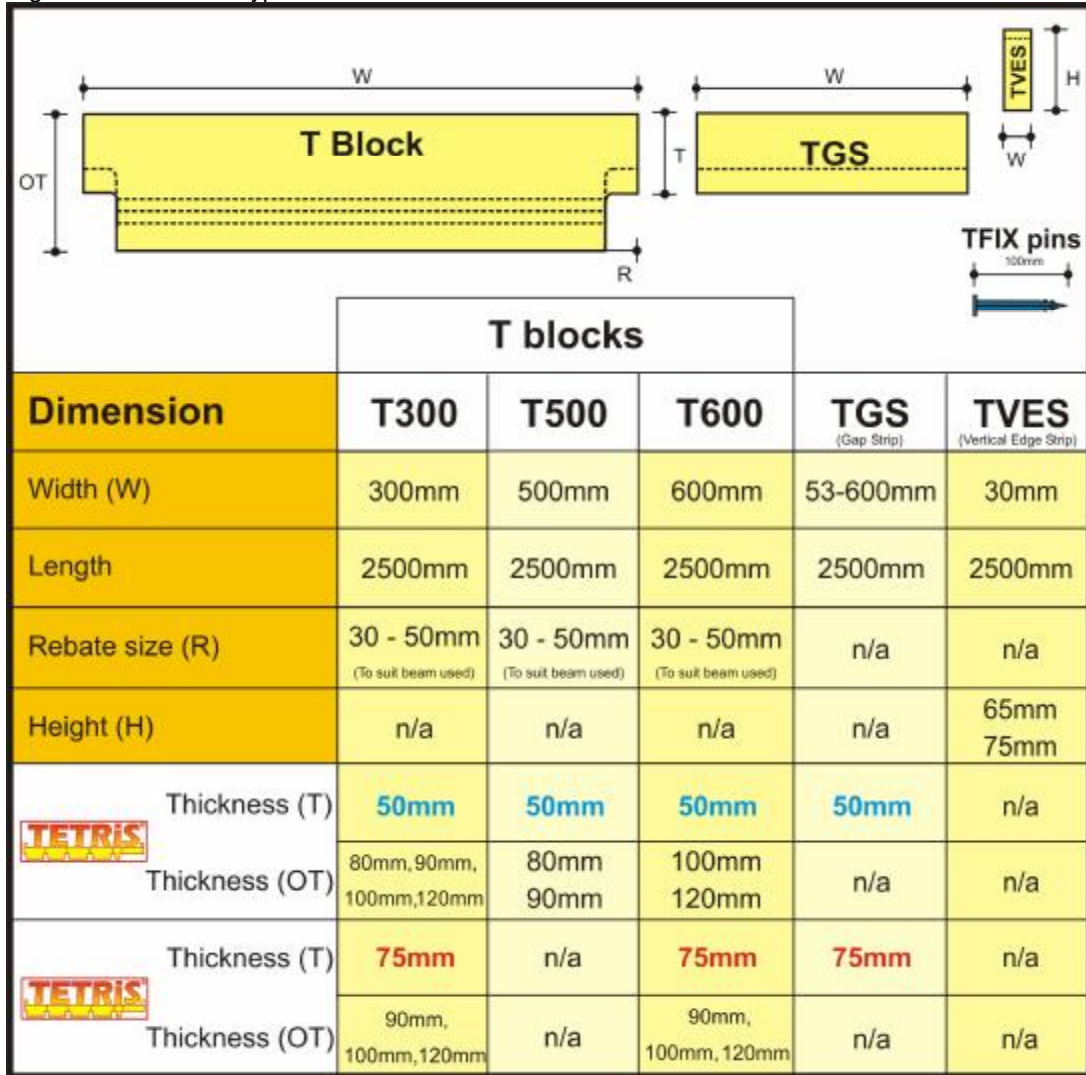 W
W
TVES
H
T Block
T
TGS
W
OT
R
TFIX pins
100mm
T blocks
Dimension T300 T500 T600 TGS TVES
(Gap Strip) (Vertical Edge Strip)
Width (W) 300mm 500mm 600mm 53-600mm 30mm
Length 2500mm 2500mm 2500mm 2500mm 2500mm
Rebate size (R) 30 - 50mm 30 - 50mm 30 - 50mm n/a n/a
(To suit beam used) (To suit beam used) (To suit beam used)
Height (H) n/a n/a n/a n/a 65mm
75mm
Thickness (T) 50mm 50mm 50mm 50mm n/a
TETRiS
Thickness (OT) 80mm, 90mm, 80mm 100mm n/a n/a
100mm,120mm 90mm 120mm
Thickness (T) 75mm n/a 75mm 75mm n/a
TETRiS
Thickness (OT) 90mm, n/a 90mm, n/a n/a
100mm,120mm 100mm, 120mm